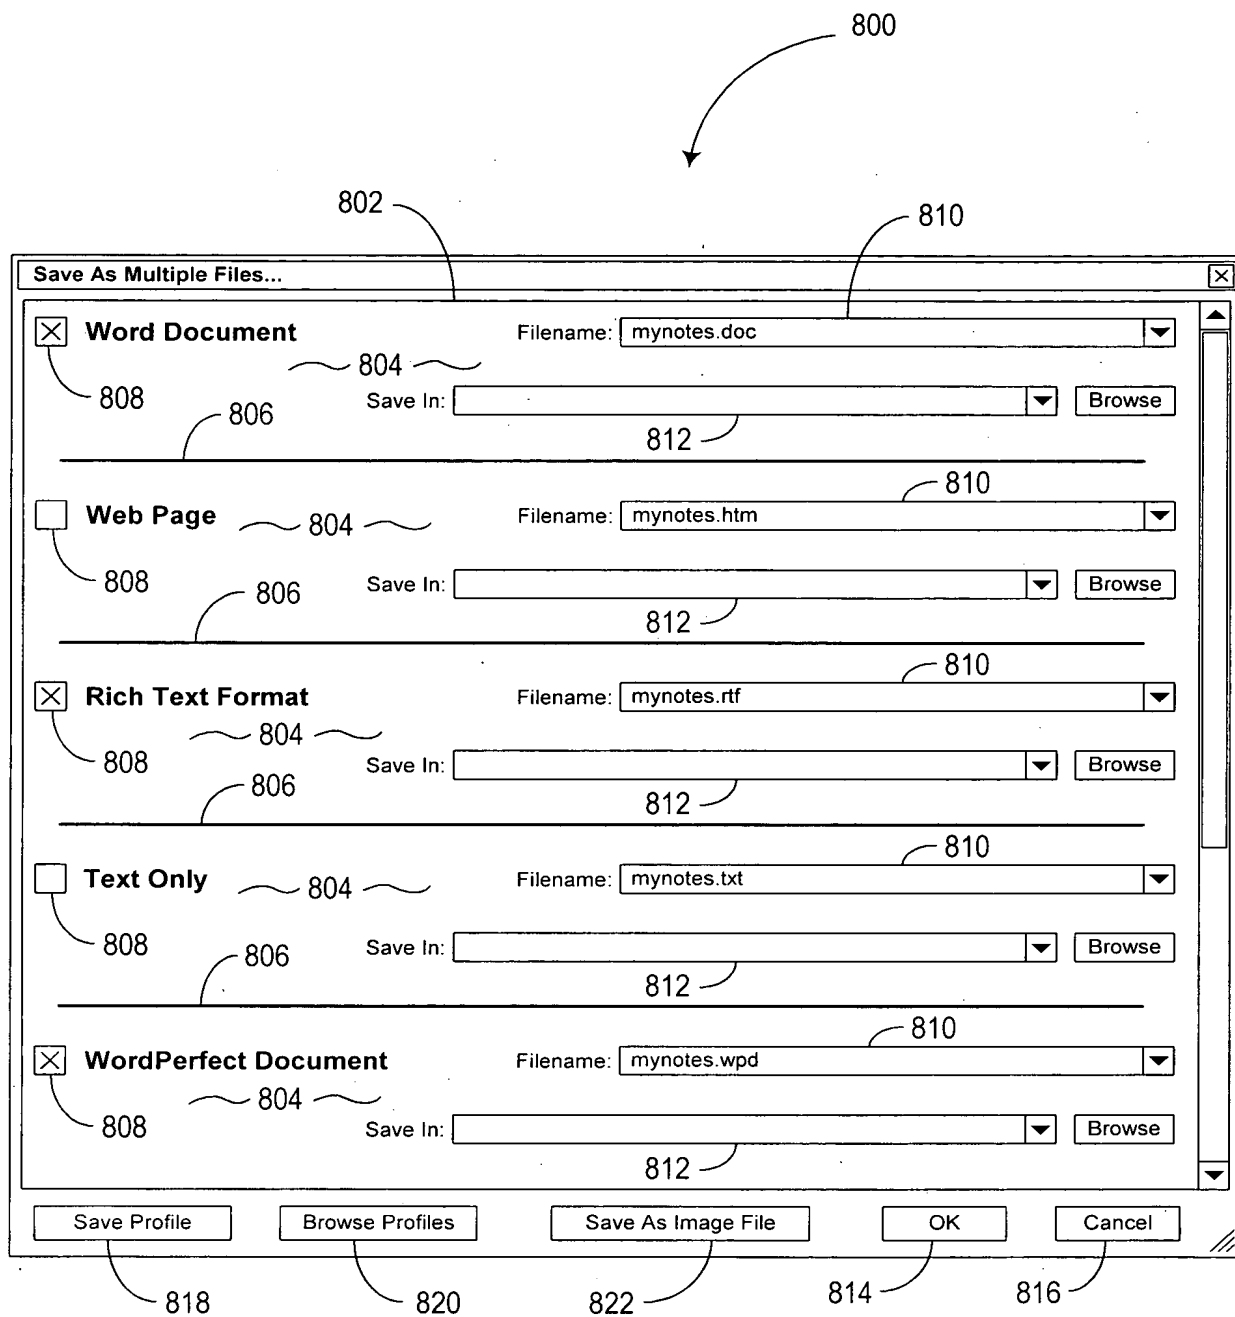 800
802
810
Save As Multiple Files...
Word Document Filename: mynotes.doc
804
808 Save In: Browse
806 812
810
Web Page 804 Filename: mynotes.htm
808 Save In: Browse
806 812
810
Rich Text Format Filename: mynotes.rtf
804
808 Save In: Browse
806 812
810
Text Only 804 Filename: mynotes.txt
808 Save In: Browse
806 812
810
WordPerfect Document Filename: mynotes.wpd
804
808 Save In: Browse
812
Save Profile Browse Profiles Save As Image File OK Cancel
818 820 822 814 816